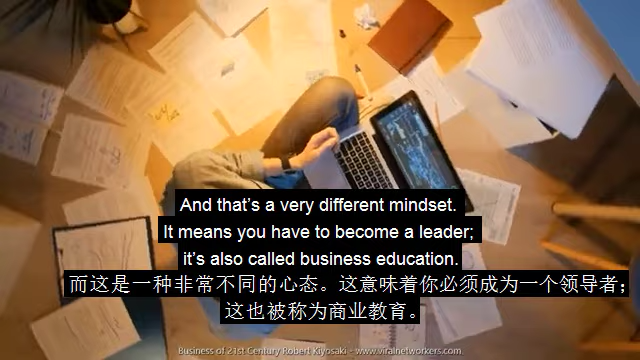 And that's a very different mindset.
It means you have to become a leader;
it's also called business education.
而这是一种非常不同的心态。这意味着你必须成为一个领导者；
这也被称为商业教育。
Business of 21st Century Robert Kiyosaki - www.viralnetworkers.com